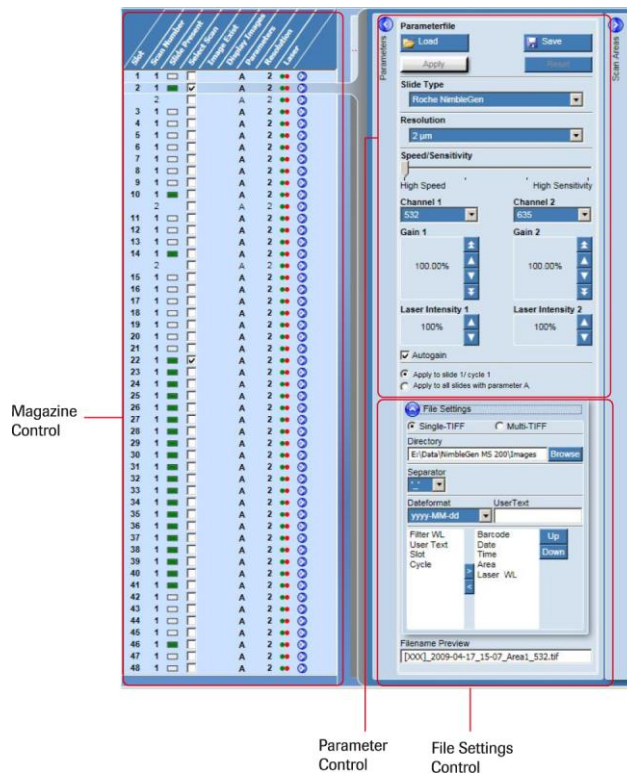 Slot Scan Number Slide Present Select Scan Image Exist Display Images Parameters Resolution Laser
1 1 A 2
2 1 A 2
2 A 2
3 1 A 2
4 1 A 2
5 1 A 2
6 1 A 2
7 1 A 2
8 1 A 2
9 1 A 2
10 1 A 2
2 A 2
11 1 A 2
12 1 A 2
13 1 A 2
14 1 A 2
2 A 2
15 1 A 2
16 1 A 2
17 1 A 2
18 1 A 2
19 1 A 2
20 1 A 2
21 1 A 2
22 1 A 2
23 1 A 2
24 1 A 2
25 1 A 2
26 1 A 2
27 1 A 2
28 1 A 2
29 1 A 2
30 1 A 2
31 1 A 2
32 1 A 2
33 1 A 2
34 1 A 2
35 1 A 2
36 1 A 2
37 1 A 2
38 1 A 2
39 1 A 2
40 1 A 2
41 1 A 2
42 1 A 2
43 1 A 2
44 1 A 2
45 1 A 2
46 1 A 2
47 1 A 2
48 1 A 2
Magazine
Control
Parameters
Parameterfile
Load Save
Apply Reset
Slide Type
Roche NimbleGen
Resolution
2 µm
Speed/Sensitivity
High Speed High Sensitivity
Channel 1 Channel 2
532 635
Gain 1 Gain 2
100.00% 100.00%
Laser Intensity 1 Laser Intensity 2
100% 100%
Autogain
Apply to slide 1/ cycle 1
Apply to all slides with parameter A.
Scan Areas
File Settings
Single-TIFF Multi-TIFF
Directory
E:\Data\NimbleGen MS 200\Images Browse
Separator
'_'
Dateformat UserText
yyyy-MM-dd
Filter WL Barcode Up
User Text Date Down
Slot Time
Cycle Area
> Laser WL
<
Filename Preview
[XXX]_2009-04-17_15-07_Area1_532.tif
Parameter
Control
File Settings
Control